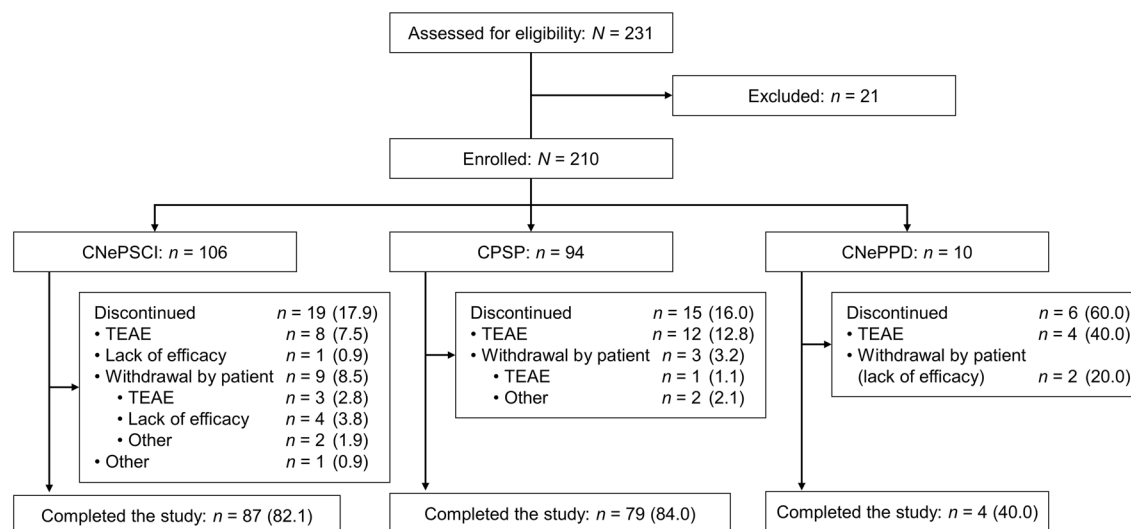 Assessed for eligibility: N = 231
Excluded: n = 21
Enrolled: N = 210
CNePSCI: n = 106
CPSP: n = 94
CNePPD: n = 10
Discontinued n = 19 (17.9)
• TEAE n = 8 (7.5)
• Lack of efficacy n = 1 (0.9)
• Withdrawal by patient n = 9 (8.5)
• TEAE n = 3 (2.8)
• Lack of efficacy n = 4 (3.8)
• Other n = 2 (1.9)
• Other n = 1 (0.9)
Discontinued n = 15 (16.0)
• TEAE n = 12 (12.8)
• Withdrawal by patient n = 3 (3.2)
• TEAE n = 1 (1.1)
• Other n = 2 (2.1)
Discontinued n = 6 (60.0)
• TEAE n = 4 (40.0)
• Withdrawal by patient
(lack of efficacy) n = 2 (20.0)
Completed the study: n = 87 (82.1)
Completed the study: n = 79 (84.0)
Completed the study: n = 4 (40.0)